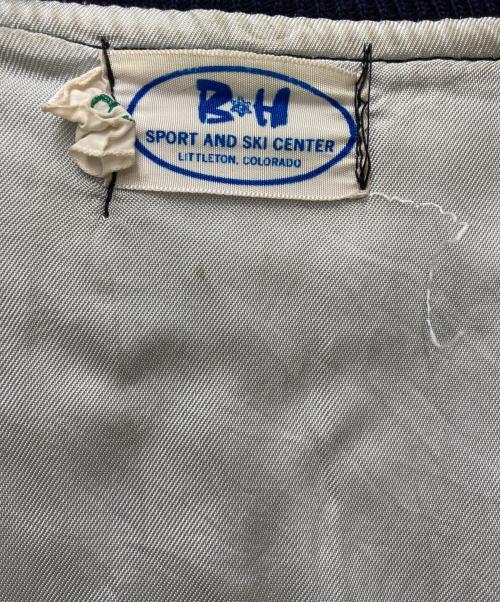 B H
SPORT AND SKI CENTER
LITTLETON, COLORADO